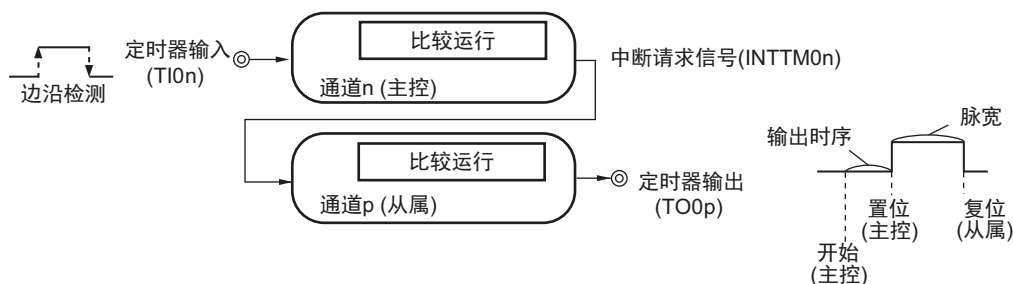 比较运行
定时器输入
(TI0n)
边沿检测
通道n (主控)
中断请求信号(INTTM0n)
比较运行
通道p (从属)
定时器输出
(TO0p)
输出时序
脉宽
置位
(主控)
复位
(从属)
开始
(主控)